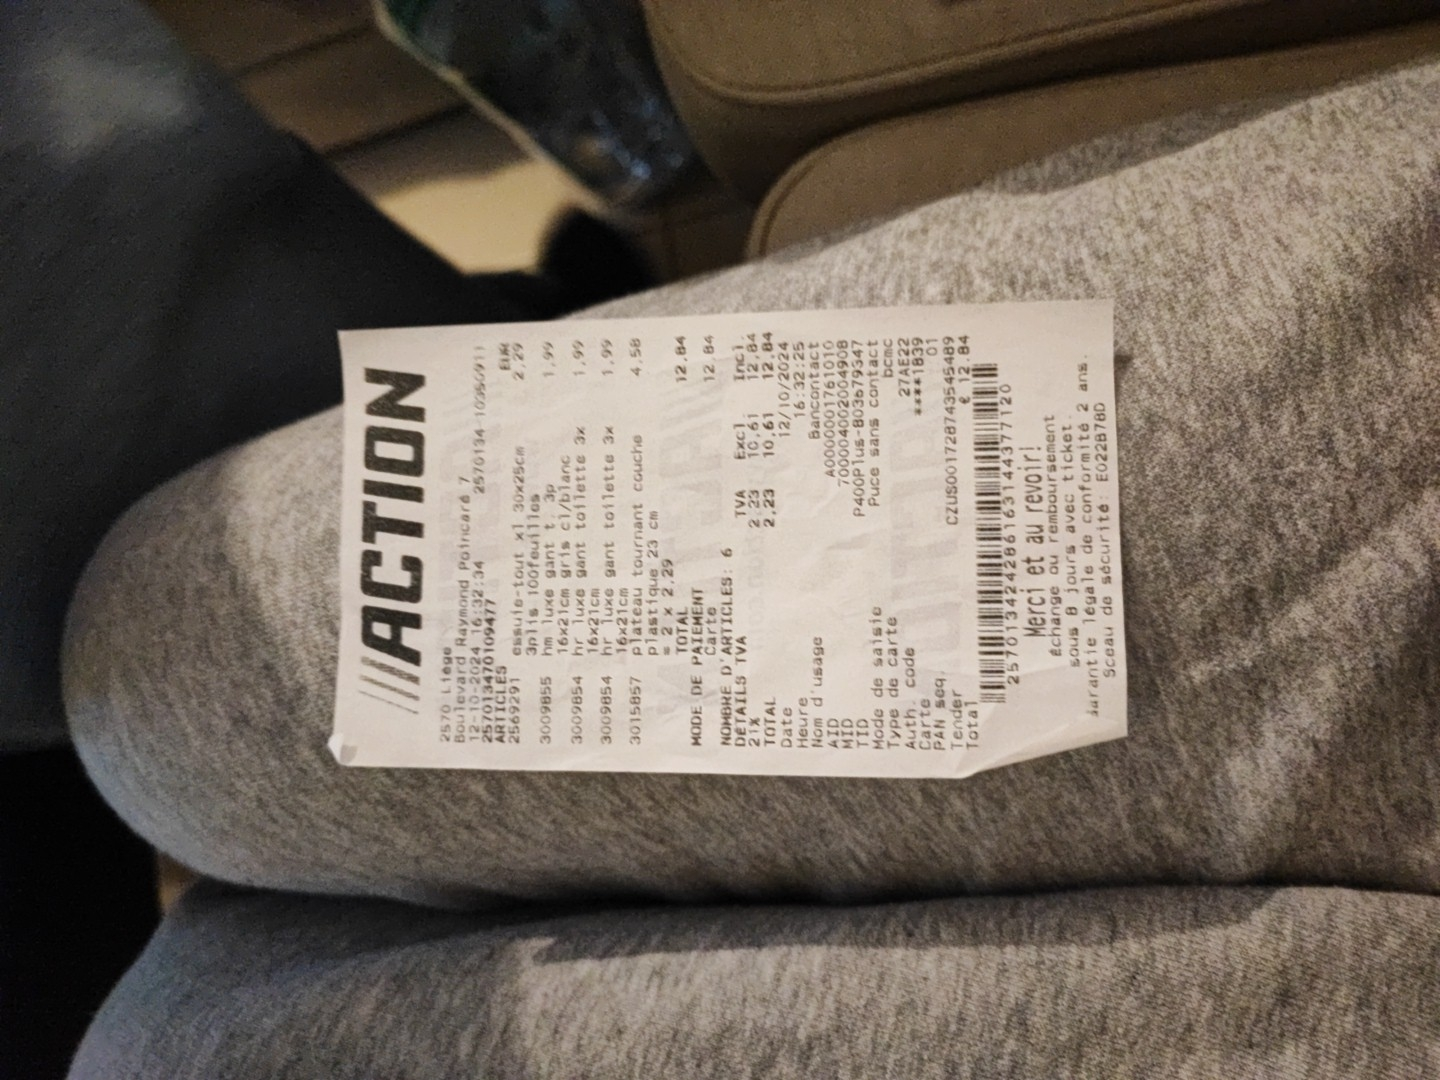 ACTION
2570 Liège
Boulevard Raymond Poincaré 7
12-10-2024 16:32:34
257013470109477
ARTICLES EUR
2569291 essuie-tout xl 30x25cm 2,29
3plis 100feuilles
3009855 hm luxe gant t. 3p 1,99
16x21cm gris cl/blanc
3009854 hr luxe gant toilette 3x 1,99
16x21cm
3009854 hr luxe gant toilette 3x 1,99
16x21cm
3015857 plateau tournant couche 4,58
plastique 23 cm
= 2 x 2,29
TOTAL 12,84
MODE DE PAIEMENT
Carte 12,84
NOMBRE D'ARTICLES: 6
DÉTAILS TVA TVA Excl. Incl.
21% 2,23 10,61 12,84
TOTAL 2,23 10,61 12,84
Date 12/10/2024
Heure 16:32:25
Nom d'usage Bancontact
AID A0000001761010
MID 700004002004908
TID P400Plus-803679347
Mode de saisie Puce sans contact
Type de carte bcmc
Auth. code 27AE22
Carte ****1839
PAN seq. 01
Tender
Total € 12.84
Merci et au revoir!
Échange ou remboursement
sous 8 jours avec ticket.
Garantie légale de conformité 2 ans.
Sceau de sécurité: E022B78D